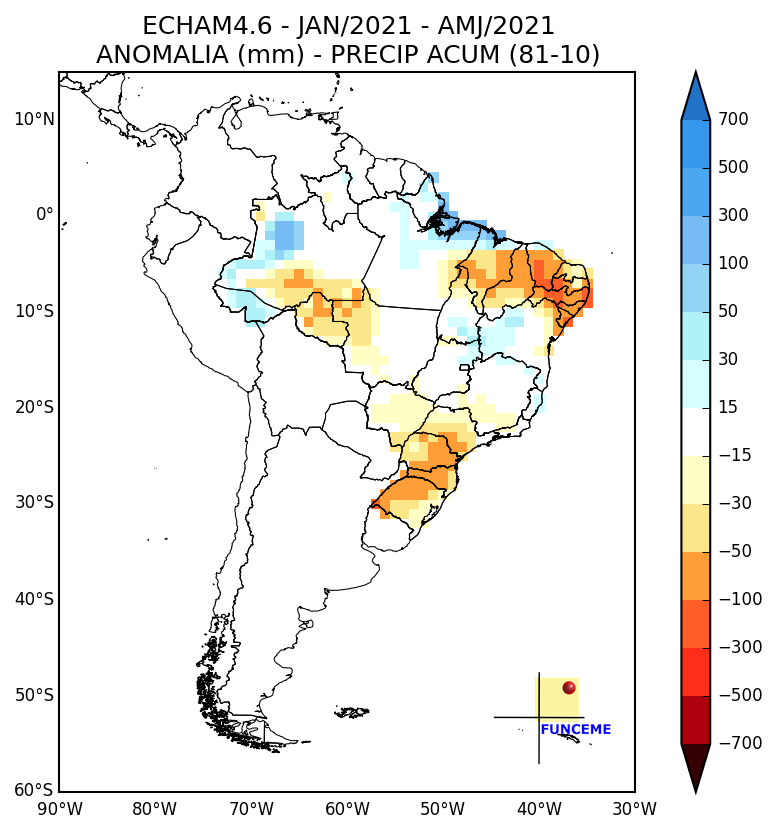 ECHAM4.6 - JAN/2021 - AMJ/2021
ANOMALIA (mm) - PRECIP ACUM (81-10)
10°N
0°
10°S
20°S
30°S
40°S
50°S
60°S
90°W
80°W
70°W
60°W
50°W
40°W
30°W
700
500
300
100
50
30
15
−15
−30
−50
−100
−300
−500
−700
FUNCEME